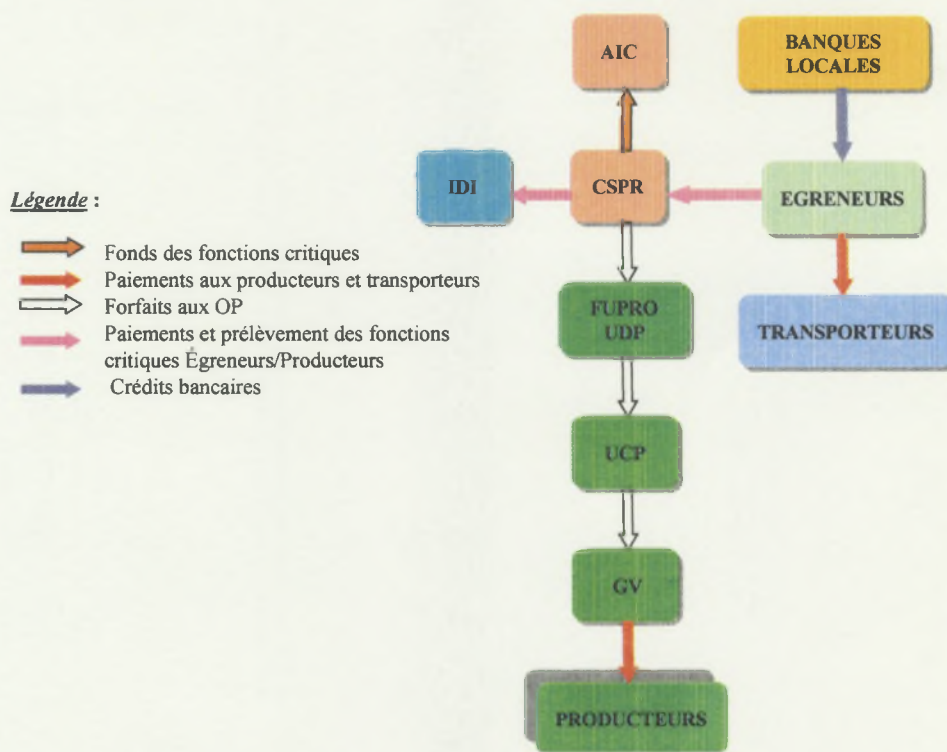 AIC
BANQUES
LOCALES
IDI
CSPR
EGRENEURS
Légende :
Fonds des fonctions critiques
Paiements aux producteurs et transporteurs
Forfaits aux OP
Paiements et prélèvement des fonctions
critiques Égreneurs/Producteurs
Crédits bancaires
FUPRO
UDP
TRANSPORTEURS
UCP
GV
PRODUCTEURS